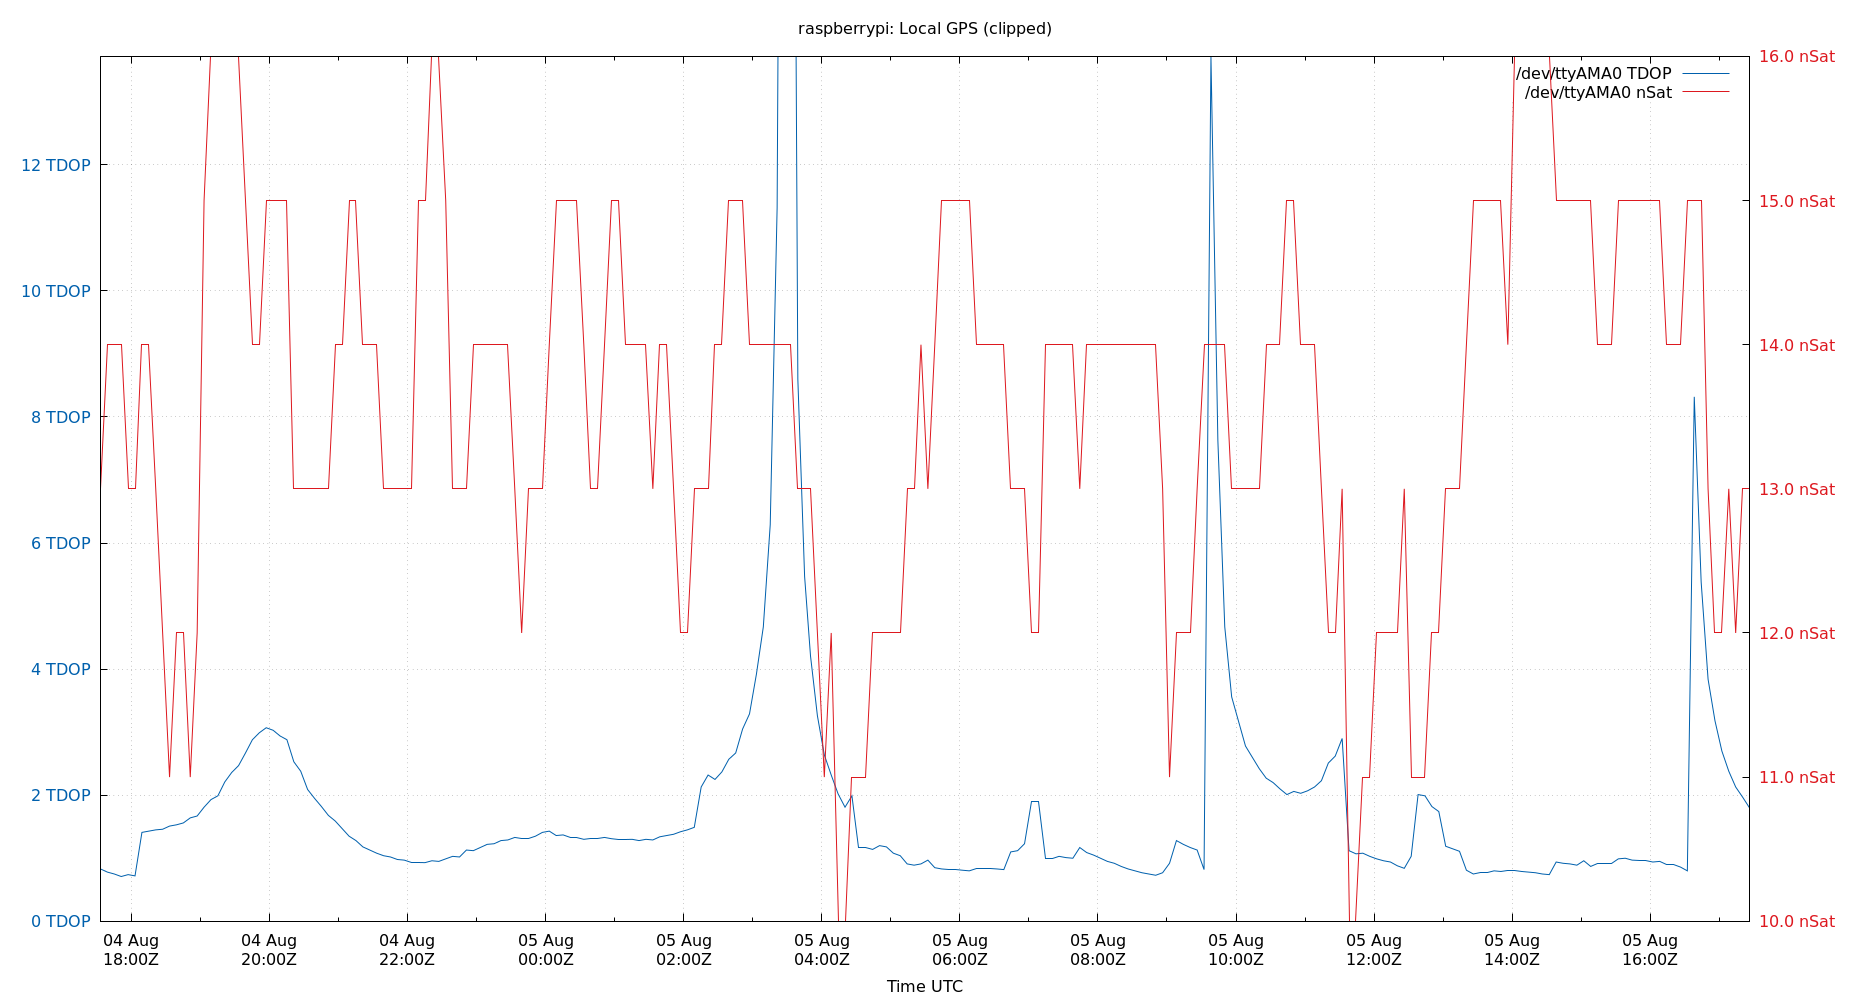 raspberrypi: Local GPS (clipped)
16.0 nSat
/dev/ttyAMA0 TDOP
/dev/ttyAMA0 nSat
12 TDOP
15.0 nSat
10 TDOP
14.0 nSat
8 TDOP
13.0 nSat
6 TDOP
12.0 nSat
4 TDOP
11.0 nSat
2 TDOP
0 TDOP
10.0 nSat
04 Aug 04 Aug 04 Aug 05 Aug 05 Aug 05 Aug 05 Aug 05 Aug 05 Aug 05 Aug 05 Aug 05 Aug
18:00Z 20:00Z 22:00Z 00:00Z 02:00Z 04:00Z 06:00Z 08:00Z 10:00Z 12:00Z 14:00Z 16:00Z
Time UTC